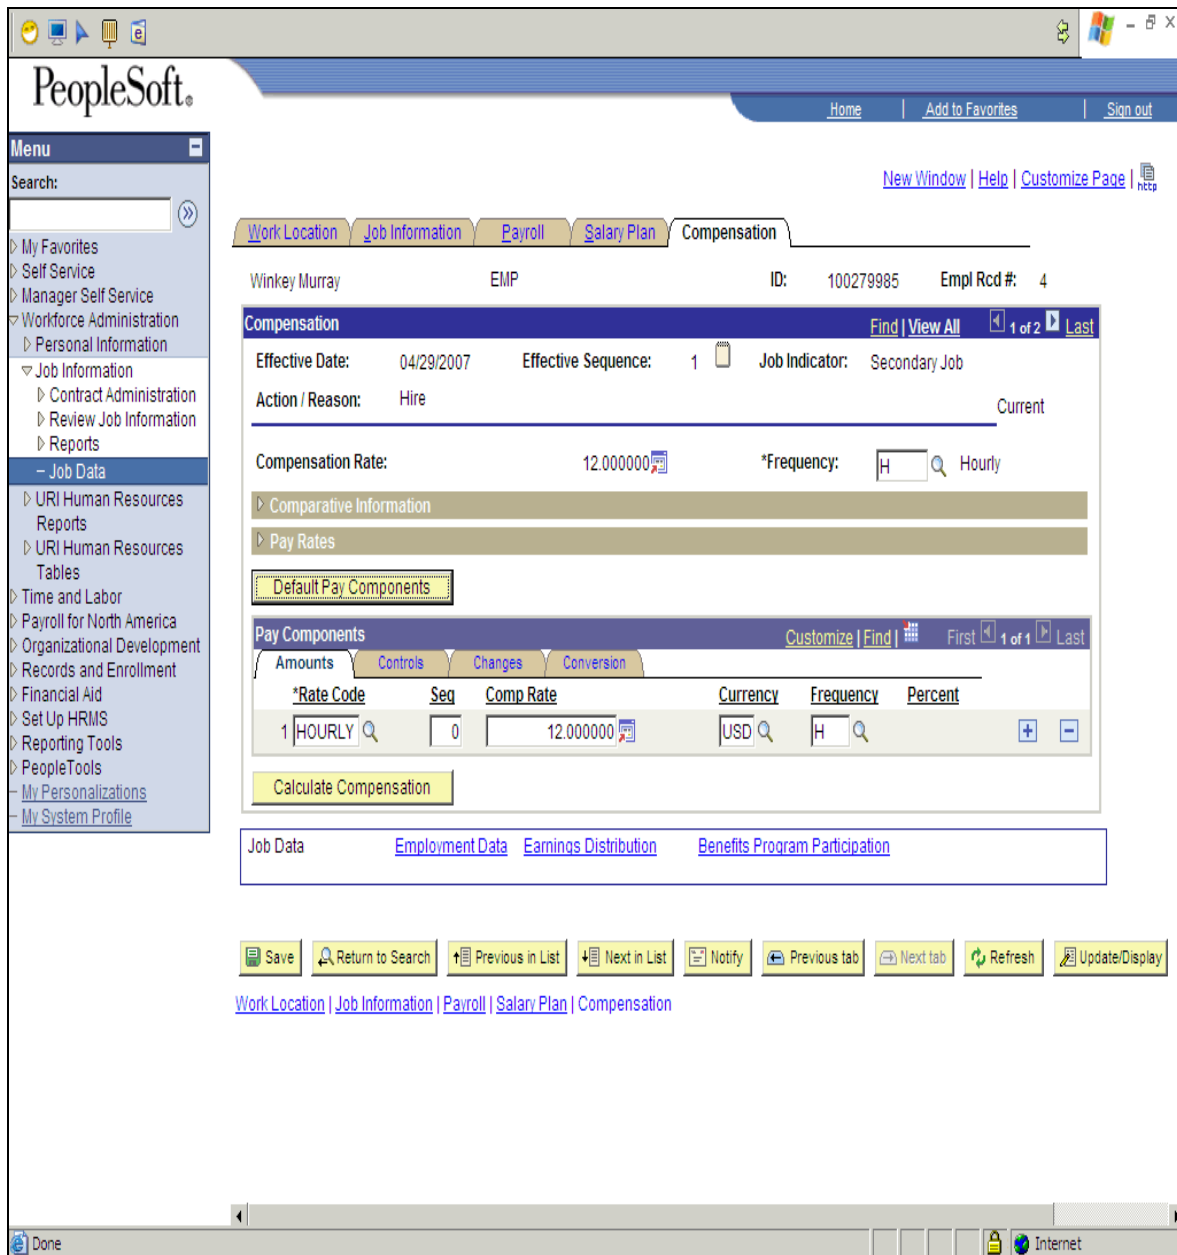 PeopleSoft®
Home | Add to Favorites | Sign out
Menu
Search:
My Favorites
Self Service
Manager Self Service
Workforce Administration
Personal Information
Job Information
Contract Administration
Review Job Information
Reports
– Job Data
URI Human Resources
Reports
URI Human Resources
Tables
Time and Labor
Payroll for North America
Organizational Development
Records and Enrollment
Financial Aid
Set Up HRMS
Reporting Tools
PeopleTools
– My Personalizations
– My System Profile
New Window | Help | Customize Page | http
Work Location Job Information Payroll Salary Plan Compensation
Winkey Murray EMP ID: 100279985 Empl Rcd #: 4
Compensation Find | View All 1 of 2 Last
Effective Date: 04/29/2007 Effective Sequence: 1 Job Indicator: Secondary Job
Action / Reason: Hire
Current
Compensation Rate: 12.000000 *Frequency: H Hourly
Comparative Information
Pay Rates
Default Pay Components
Pay Components Customize | Find | First 1 of 1 Last
Amounts Controls Changes Conversion
*Rate Code Seq Comp Rate Currency Frequency Percent
1 HOURLY 0 12.000000 USD H + −
Calculate Compensation
Job Data Employment Data Earnings Distribution Benefits Program Participation
Save Return to Search Previous in List Next in List Notify Previous tab Next tab Refresh Update/Display
Work Location | Job Information | Payroll | Salary Plan | Compensation
Done Internet